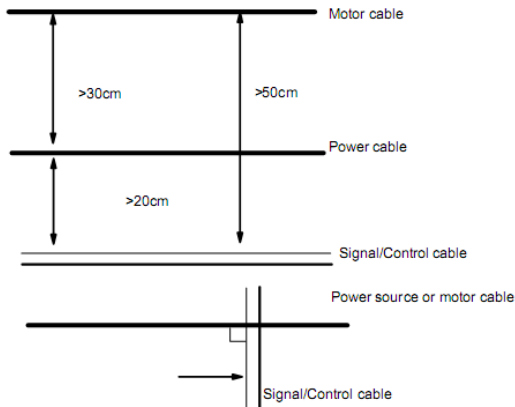 Motor cable
>30cm
>50cm
Power cable
>20cm
Signal/Control cable
Power source or motor cable
Signal/Control cable